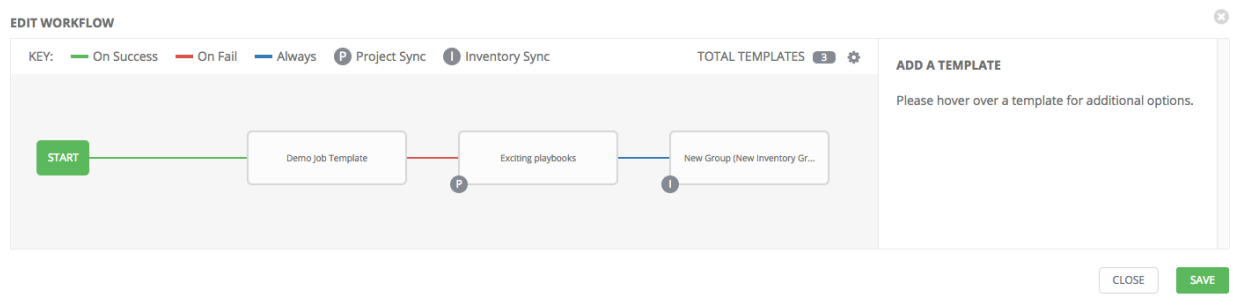 EDIT WORKFLOW
KEY: On Success On Fail Always P Project Sync I Inventory Sync TOTAL TEMPLATES 3
ADD A TEMPLATE
Please hover over a template for additional options.
START
Demo Job Template
Exciting playbooks
New Group (New Inventory Gr...
P
I
CLOSE SAVE